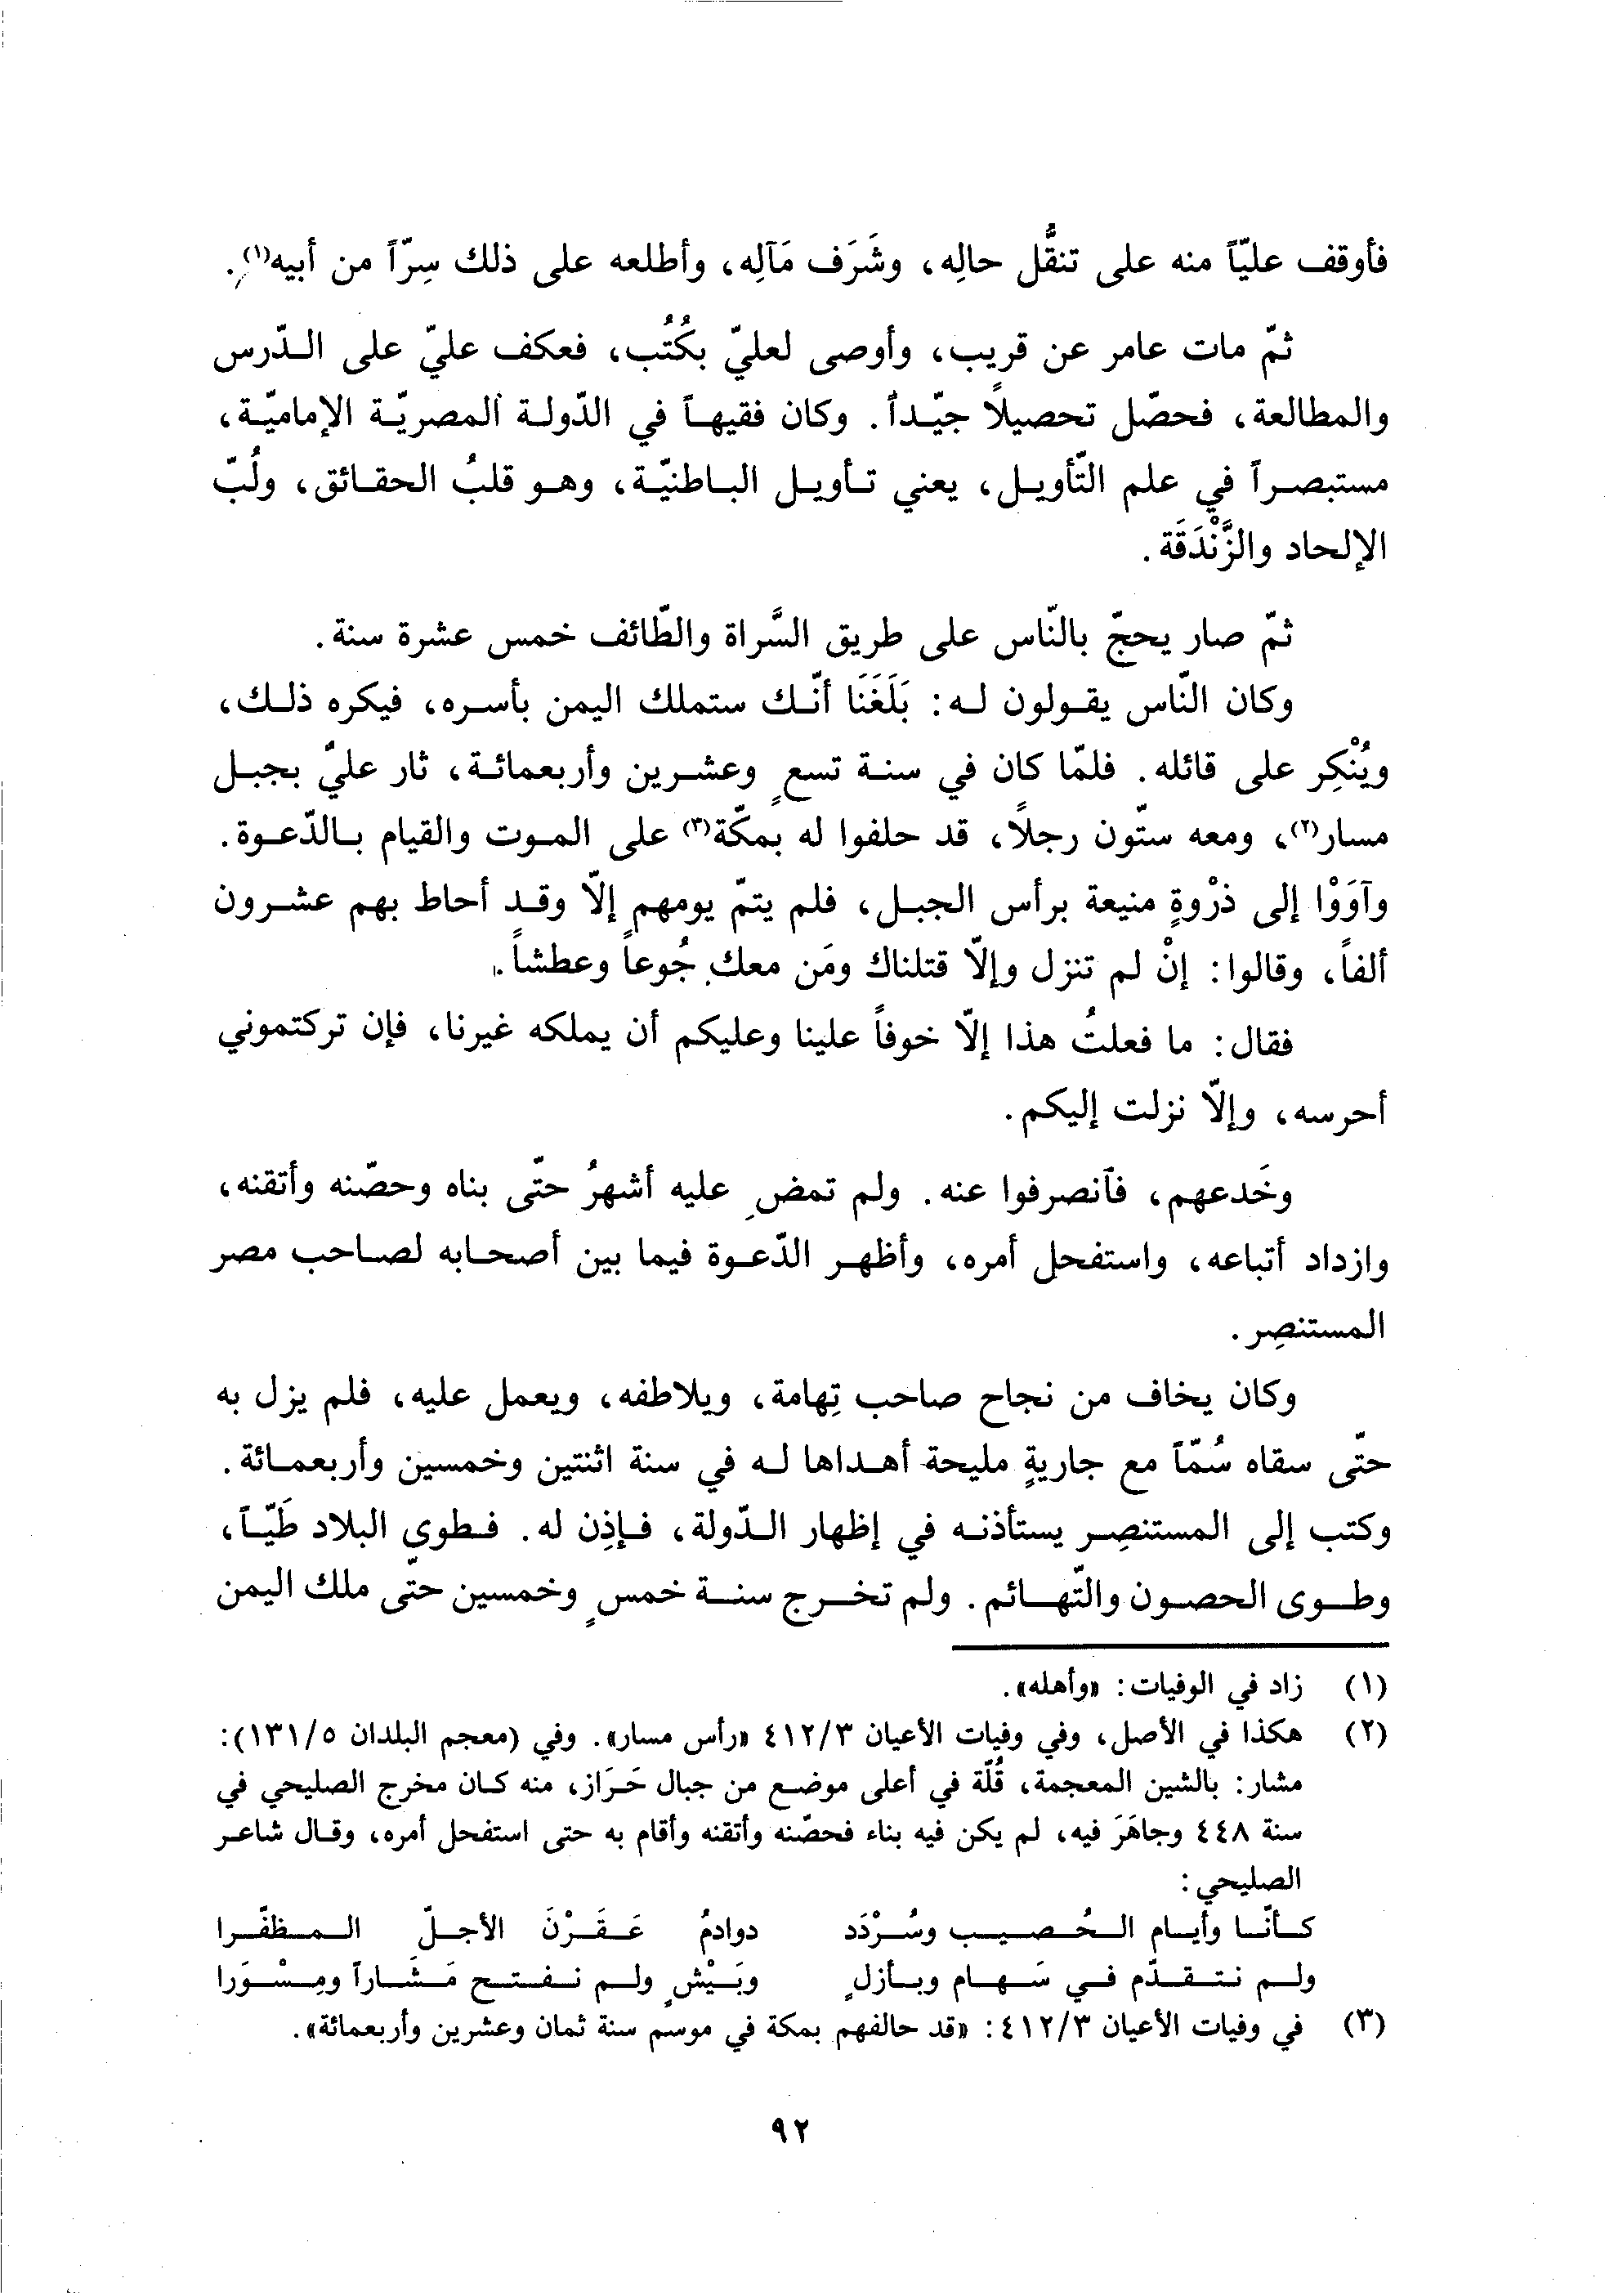 فأوقف عليّاً منه على تنقُّل حالِه، وشَرَف مَآلِه، وأطلعه على ذلك سِرّاً من أبيه(١).
ثمّ مات عامر عن قريب، وأوصى لعليّ بكُتُب، فعكف عليّ على الدّرس
والمطالعة، فحصّل تحصيلاً جيّداً. وكان فقيهاً في الدّولة المصريّة الإماميّة،
مستبصراً في علم التّأويل، يعني تأويل الباطنيّة، وهو قلبُ الحقائق، ولُبّ
الإلحاد والزَّنْدَقَة.
ثمّ صار يحجّ بالنّاس على طريق السَّراة والطّائف خمس عشرة سنة.
وكان النّاس يقولون له: بَلَغَنَا أنّك ستملك اليمن بأسره، فيكره ذلك،
ويُنْكِر على قائله. فلمّا كان في سنة تسعٍ وعشرين وأربعمائة، ثار عليّ بجبل
مسار(٢)، ومعه ستّون رجلاً، قد حلفوا له بمكّة(٣) على الموت والقيام بالدّعوة.
وآوَوْا إلى ذرْوةٍ منيعة برأس الجبل، فلم يتمّ يومهم إلاّ وقد أحاط بهم عشرون
ألفاً، وقالوا: إنْ لم تنزل وإلاّ قتلناك ومَن معك جُوعاً وعطشاً.
فقال: ما فعلتُ هذا إلاّ خوفاً علينا وعليكم أن يملكه غيرنا، فإن تركتموني
أحرسه، وإلاّ نزلت إليكم.
وخَدعهم، فآنصرفوا عنه. ولم تمضِ عليه أشهرُ حتّى بناه وحصّنه وأتقنه،
وازداد أتباعه، واستفحل أمره، وأظهر الدّعوة فيما بين أصحابه لصاحب مصر
المستنصِر.
وكان يخاف من نجاح صاحب تِهامة، ويلاطفه، ويعمل عليه، فلم يزل به
حتّى سقاه سُمّاً مع جاريةٍ مليحة أهداها له في سنة اثنتين وخمسين وأربعمائة.
وكتب إلى المستنصِر يستأذنه في إظهار الدّولة، فإذِن له. فطوى البلاد طَيّاً،
وطوى الحصون والتّهائم. ولم تخرج سنة خمسٍ وخمسين حتّى ملك اليمن
(١) زاد في الوفيات: «وأهله».
(٢) هكذا في الأصل، وفي وفيات الأعيان ٤١٢/٣ «رأس مسار». وفي (معجم البلدان ١٣١/٥):
مشار: بالشين المعجمة، قُلّة في أعلى موضع من جبال حَرَاز، منه كان مخرج الصليحي في
سنة ٤٤٨ وجاهَرَ فيه، لم يكن فيه بناء فحصّنه وأتقنه وأقام به حتى استفحل أمره، وقال شاعر
الصليحي:
كأنّا وأيام الحُصيب وسُرْدَد دوادمُ عَقَرْنَ الأجلّ المظفّرا
ولم نتقدّم في سَهام وبأزلٍ وبَيْشٍ ولم نفتح مَشاراً ومِسْوَرا
(٣) في وفيات الأعيان ٤١٢/٣: «قد حالفهم بمكة في موسم سنة ثمان وعشرين وأربعمائة».
٩٢